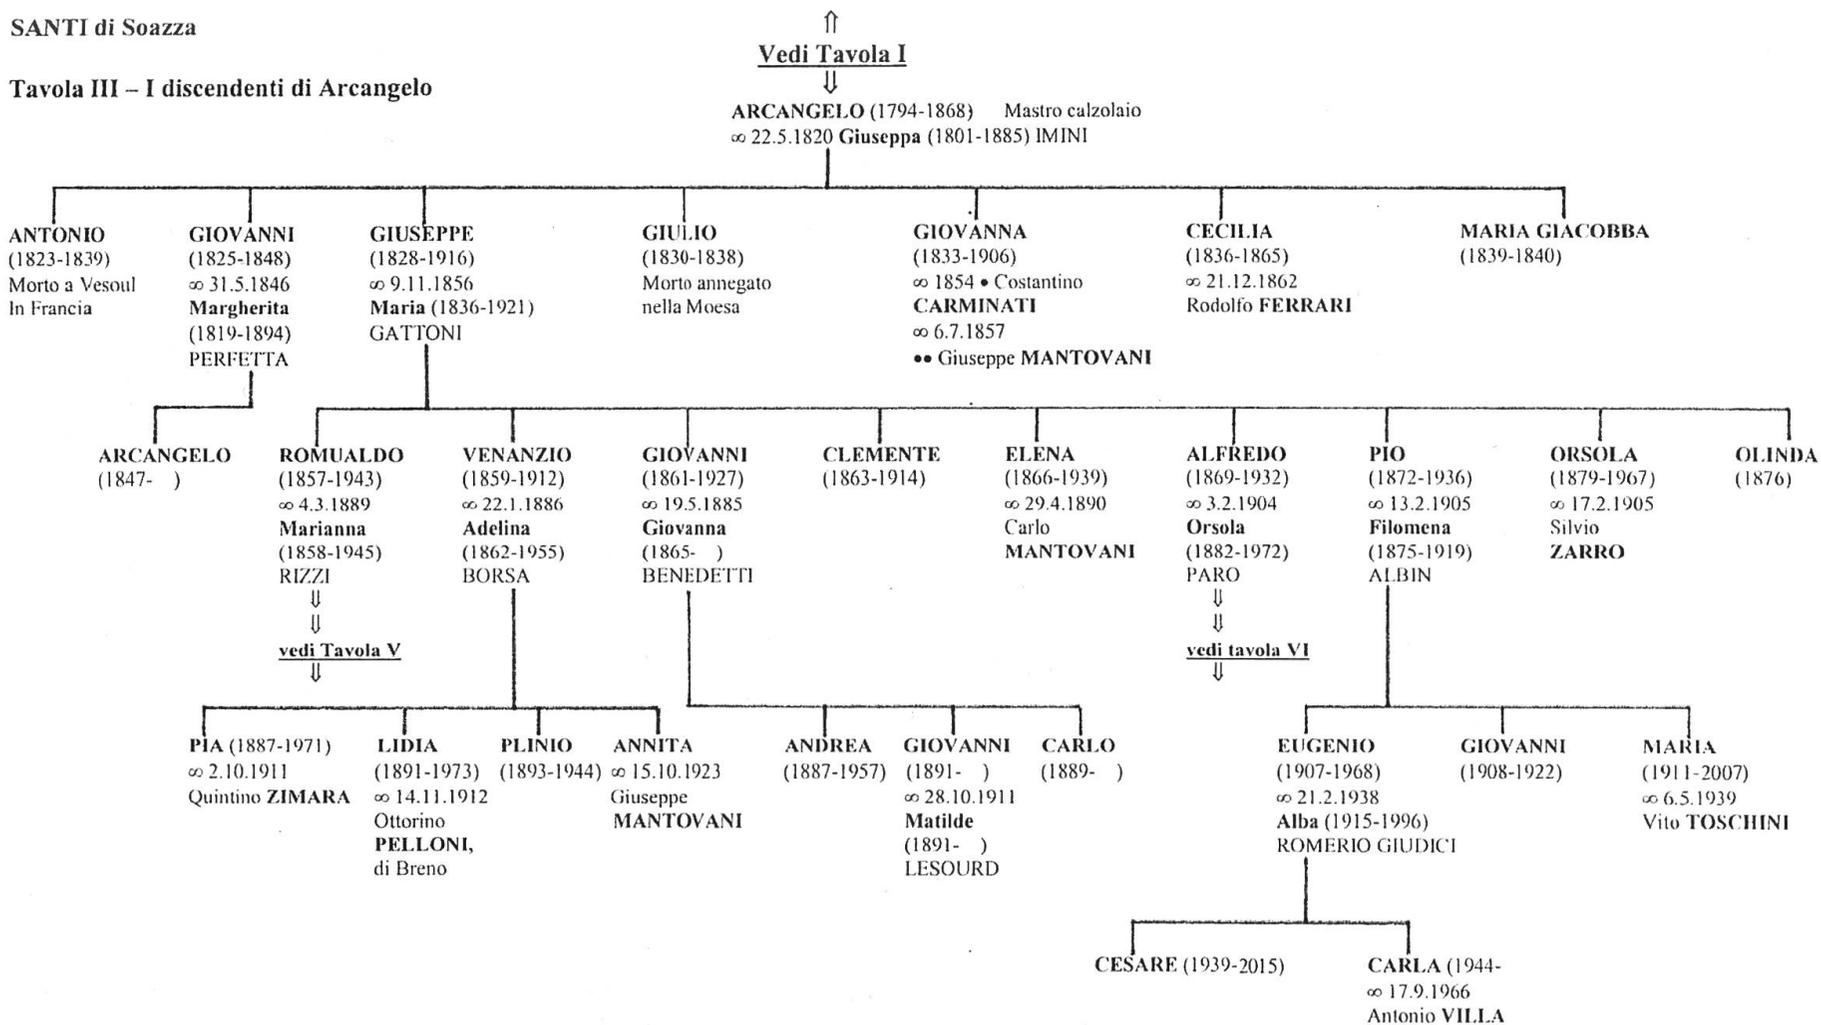 SANTI di Soazza
⇑
Vedi Tavola I
⇓
Tavola III – I discendenti di Arcangelo
ARCANGELO (1794-1868) Mastro calzolaio
∞ 22.5.1820 Giuseppa (1801-1885) IMINI
ANTONIO
(1823-1839)
Morto a Vesoul
In Francia
GIOVANNI
(1825-1848)
∞ 31.5.1846
Margherita
(1819-1894)
PERFETTA
GIUSEPPE
(1828-1916)
∞ 9.11.1856
Maria (1836-1921)
GATTONI
GIULIO
(1830-1838)
Morto annegato
nella Moesa
GIOVANNA
(1833-1906)
∞ 1854 • Costantino
CARMINATI
∞ 6.7.1857
•• Giuseppe MANTOVANI
CECILIA
(1836-1865)
∞ 21.12.1862
Rodolfo FERRARI
MARIA GIACOBBA
(1839-1840)
ARCANGELO
(1847- )
ROMUALDO
(1857-1943)
∞ 4.3.1889
Marianna
(1858-1945)
RIZZI
⇓
⇓
vedi Tavola V
⇓
VENANZIO
(1859-1912)
∞ 22.1.1886
Adelina
(1862-1955)
BORSA
GIOVANNI
(1861-1927)
∞ 19.5.1885
Giovanna
(1865- )
BENEDETTI
CLEMENTE
(1863-1914)
ELENA
(1866-1939)
∞ 29.4.1890
Carlo
MANTOVANI
ALFREDO
(1869-1932)
∞ 3.2.1904
Orsola
(1882-1972)
PARO
⇓
⇓
vedi tavola VI
⇓
PIO
(1872-1936)
∞ 13.2.1905
Filomena
(1875-1919)
ALBIN
ORSOLA
(1879-1967)
∞ 17.2.1905
Silvio
ZARRO
OLINDA
(1876)
PIA (1887-1971)
∞ 2.10.1911
Quintino ZIMARA
LIDIA
(1891-1973)
∞ 14.11.1912
Ottorino
PELLONI,
di Breno
PLINIO
(1893-1944)
ANNITA
∞ 15.10.1923
Giuseppe
MANTOVANI
ANDREA
(1887-1957)
GIOVANNI
(1891- )
∞ 28.10.1911
Matilde
(1891- )
LESOURD
CARLO
(1889- )
EUGENIO
(1907-1968)
∞ 21.2.1938
Alba (1915-1996)
ROMERIO GIUDICI
GIOVANNI
(1908-1922)
MARIA
(1911-2007)
∞ 6.5.1939
Vito TOSCHINI
CESARE (1939-2015)
CARLA (1944-
∞ 17.9.1966
Antonio VILLA